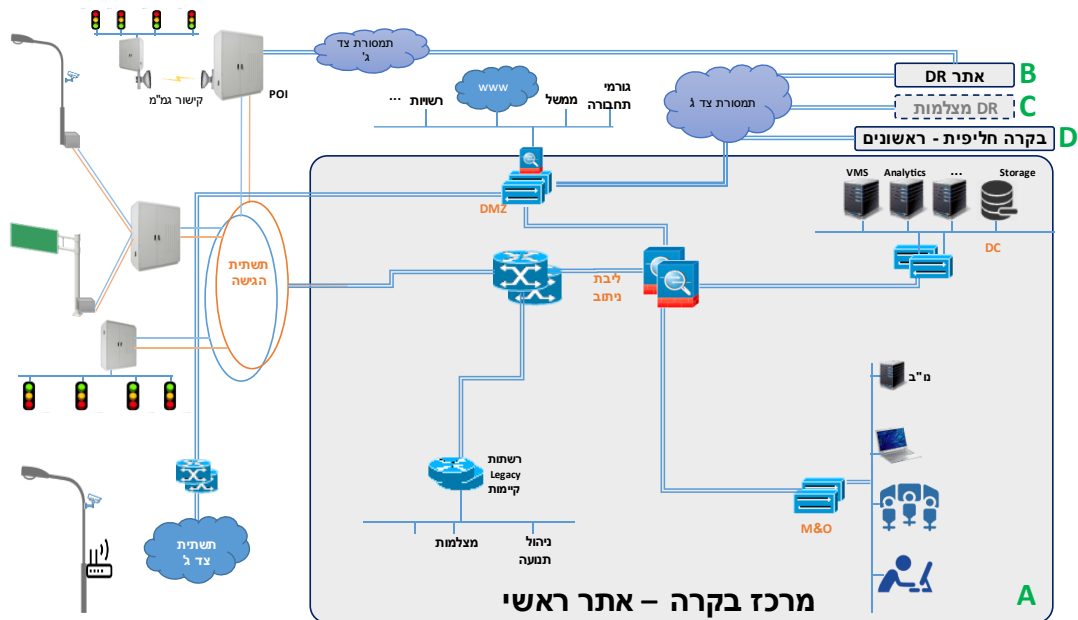 תמסורת צד
ג'
קישור גמ"מ
POI
www
רשויות
...
ממשל
גורמי
תחבורה
תמסורת צד ג
אתר DR
B
DR מצלמות
C
בקרה חליפית - ראשונים
D
DMZ
VMS
Analytics
...
Storage
DC
תשתית
הגישה
ליבת
ניתוב
רשתות
Legacy
קיימות
מצלמות
ניהול
תנועה
נו"ב
M&O
תשתית
צד ג'
מרכז בקרה – אתר ראשי
A